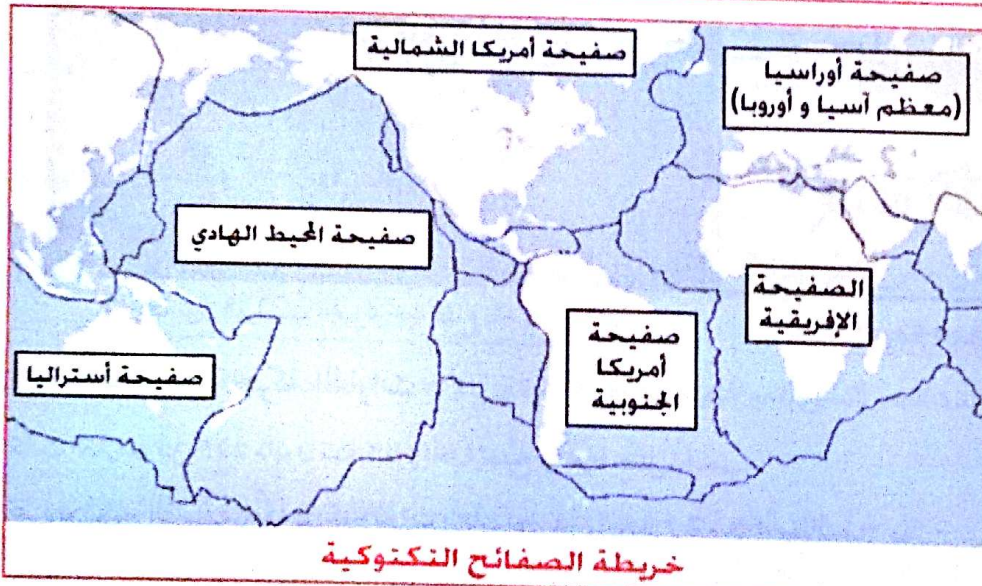 صفيحة أمريكا الشمالية
صفيحة أوراسيا
(معظم آسيا و أوروبا)
صفيحة المحيط الهادي
الصفيحة
الإفريقية
صفيحة
أمريكا
الجنوبية
صفيحة أستراليا
خريطة الصفائح التكتوكية